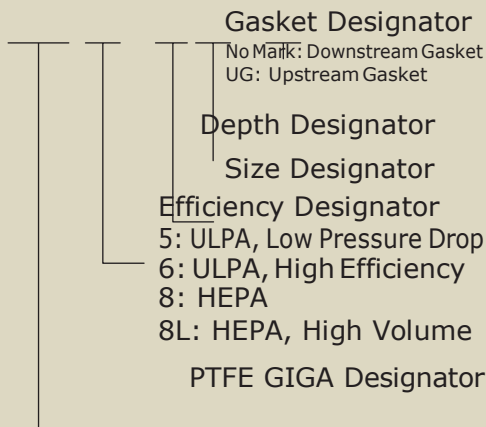 Gasket Designator
No Mark: Downstream Gasket
UG: Upstream Gasket
Depth Designator
Size Designator
Efficiency Designator
5: ULPA, Low Pressure Drop
6: ULPA, High Efficiency
8: HEPA
8L: HEPA, High Volume
PTFE GIGA Designator